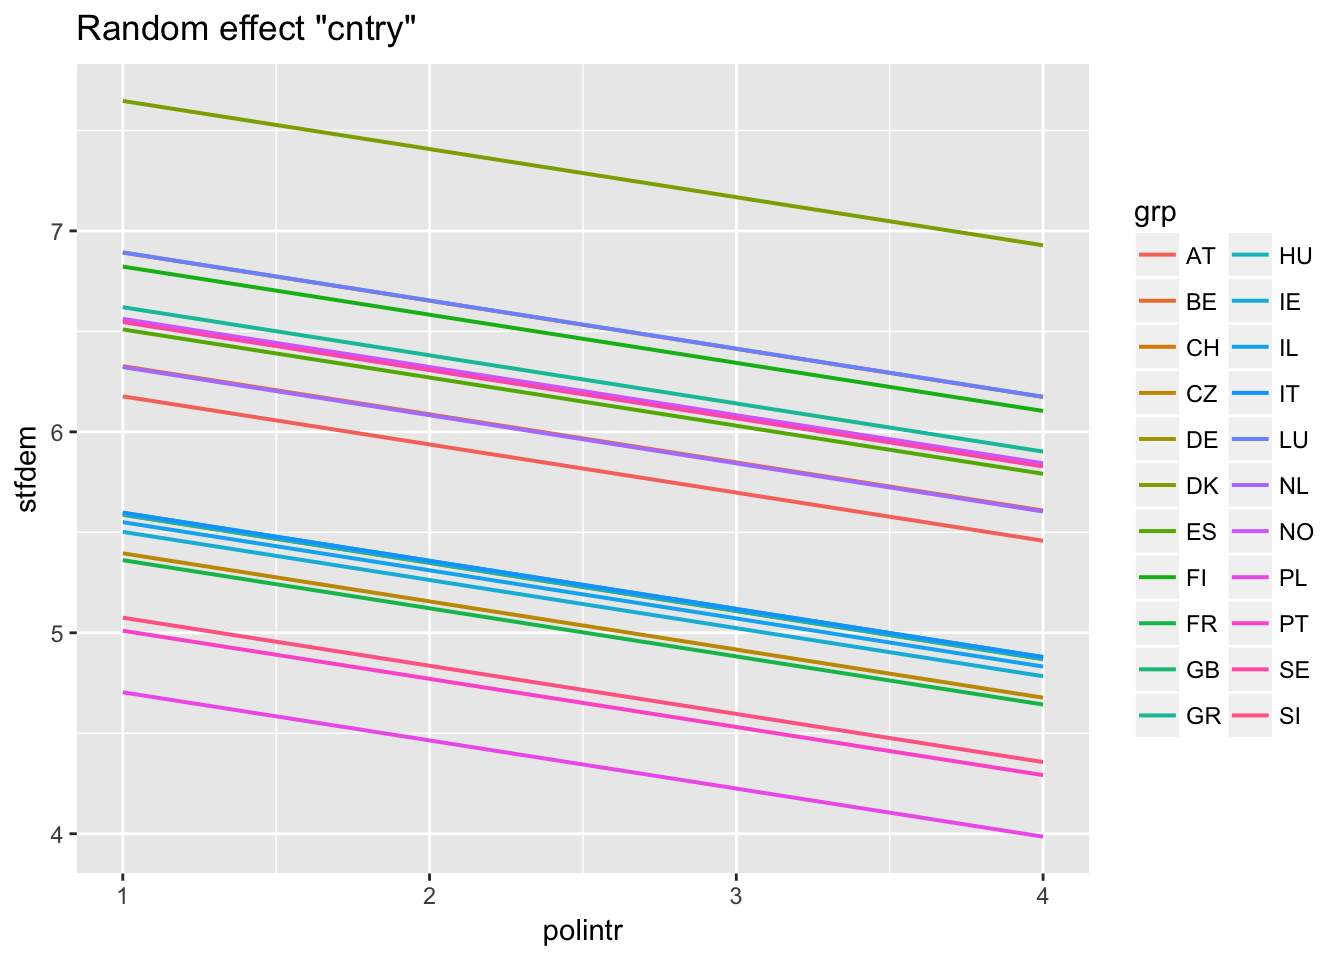 Random effect "cntry"
stfdem
7
6
5
4
1 2 3 4
polintr
grp
AT HU
BE IE
CH IL
CZ IT
DE LU
DK NL
ES NO
FI PL
FR PT
GB SE
GR SI